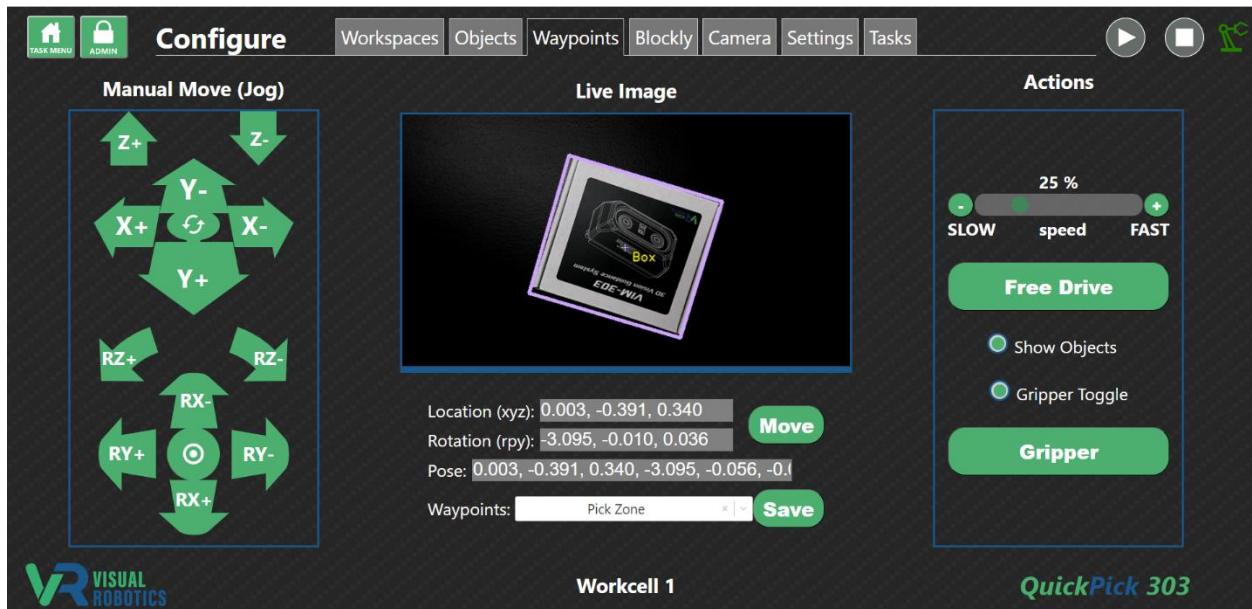 TASK MENU
ADMIN
Configure
Workspaces
Objects
Waypoints
Blockly
Camera
Settings
Tasks
Manual Move (Jog)
Z+
Z-
Y-
X+
X-
Y+
RZ+
RZ-
RX-
RY+
RY-
RX+
Live Image
Box
VIM-303
3D Vision Guidance System
Location (xyz): 0.003, -0.391, 0.340
Rotation (rpy): -3.095, -0.010, 0.036
Move
Pose: 0.003, -0.391, 0.340, -3.095, -0.056, -0.
Waypoints: Pick Zone
Save
Actions
25 %
- +
SLOW speed FAST
Free Drive
Show Objects
Gripper Toggle
Gripper
VR VISUAL
ROBOTICS
Workcell 1
QuickPick 303